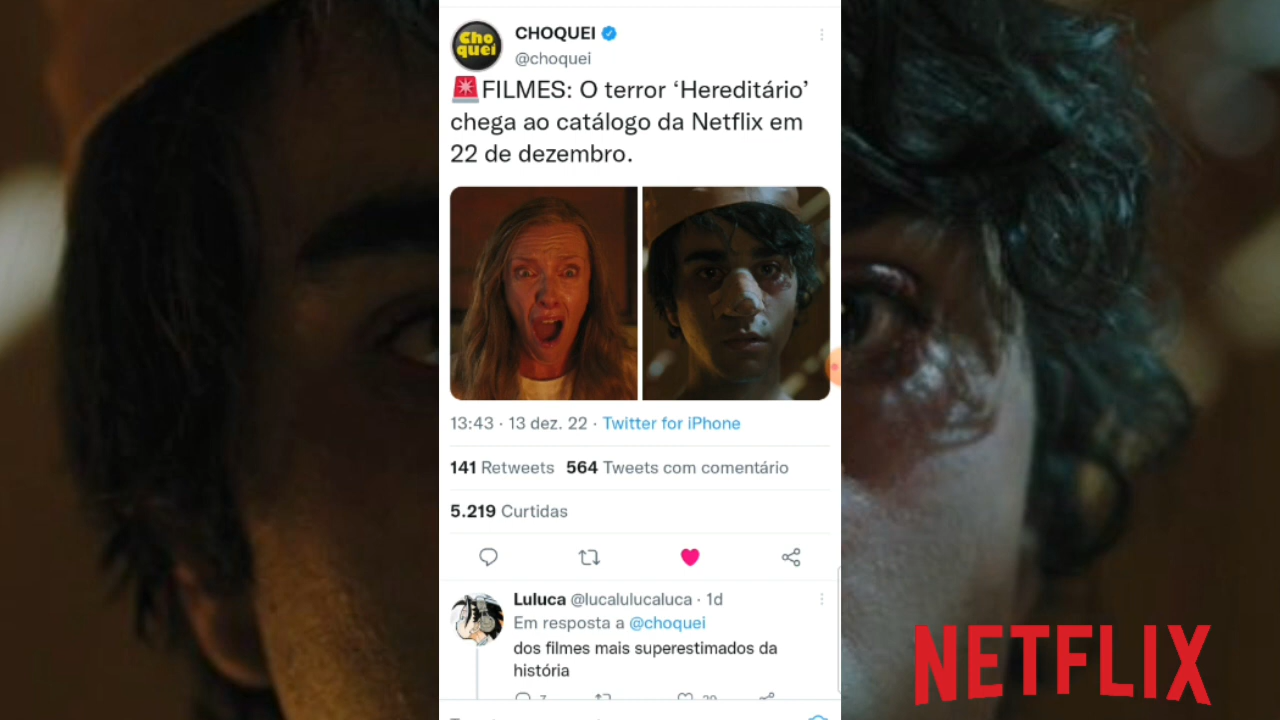 Cho
quei
CHOQUEI
@choquei
🚨FILMES: O terror ‘Hereditário’
chega ao catálogo da Netflix em
22 de dezembro.
13:43 · 13 dez. 22 · Twitter for iPhone
141 Retweets 564 Tweets com comentário
5.219 Curtidas
Luluca @lucalulucaluca · 1d
Em resposta a @choquei
dos filmes mais superestimados da
história
NETFLIX